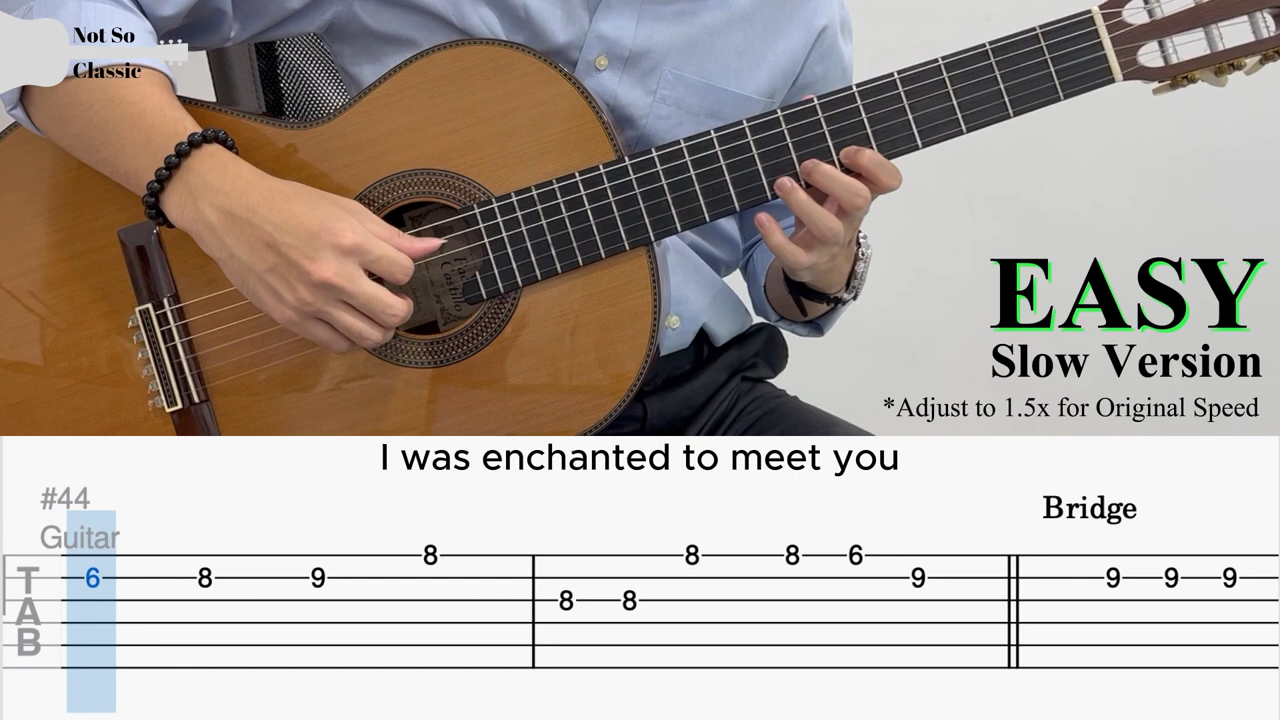 Not So
Classic
Castillo
EASY
Slow Version
*Adjust to 1.5x for Original Speed
I was enchanted to meet you
#44
Guitar
Bridge
8 8 8 6
6 8 9 9 9 9 9
8 8
T
A
B